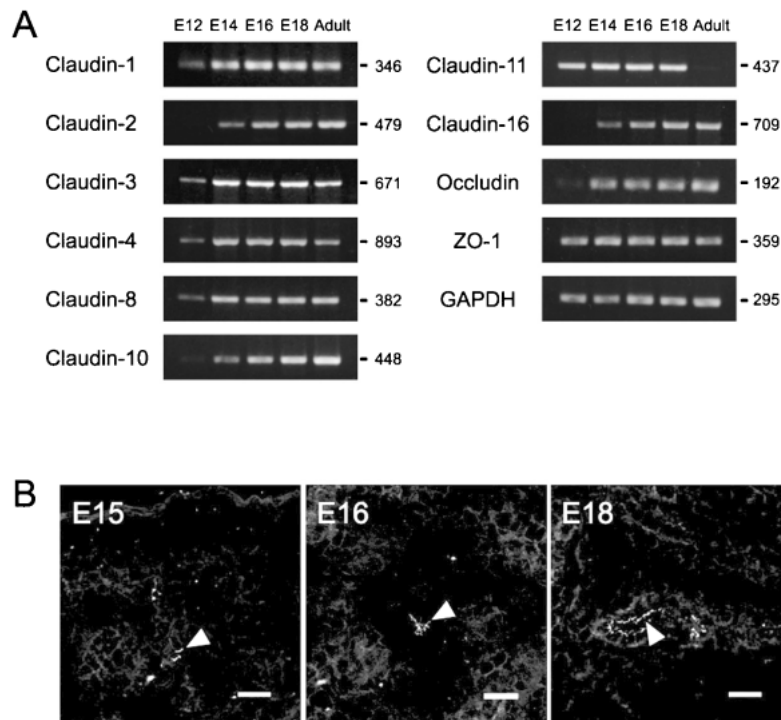 A
E12 E14 E16 E18 Adult
Claudin-1 - 346
Claudin-2 - 479
Claudin-3 - 671
Claudin-4 - 893
Claudin-8 - 382
Claudin-10 - 448
E12 E14 E16 E18 Adult
Claudin-11 - 437
Claudin-16 - 709
Occludin - 192
ZO-1 - 359
GAPDH - 295
B
E15 E16 E18